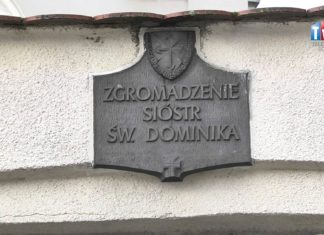 ZGROMADZENIE
SIÓSTR
ŚW. DOMINIKA